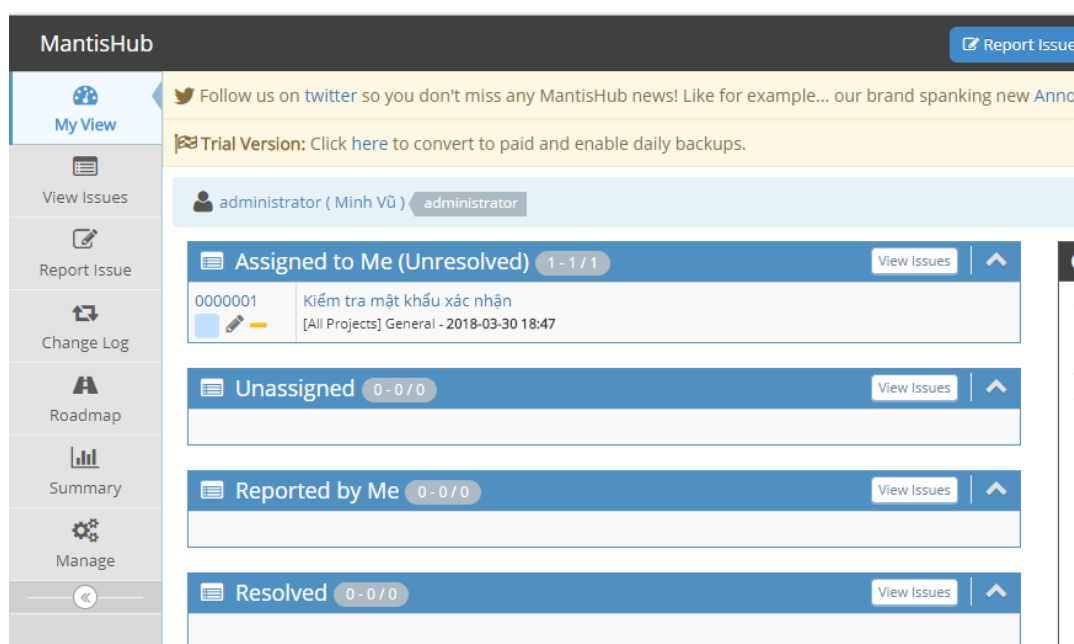 MantisHub
Report Issue
My View
View Issues
Report Issue
Change Log
Roadmap
Summary
Manage
Follow us on twitter so you don't miss any MantisHub news! Like for example... our brand spanking new Anno
Trial Version: Click here to convert to paid and enable daily backups.
administrator ( Minh Vũ ) administrator
Assigned to Me (Unresolved) 1 - 1 / 1 View Issues
0000001 Kiểm tra mật khẩu xác nhận
[All Projects] General - 2018-03-30 18:47
Unassigned 0 - 0 / 0 View Issues
Reported by Me 0 - 0 / 0 View Issues
Resolved 0 - 0 / 0 View Issues